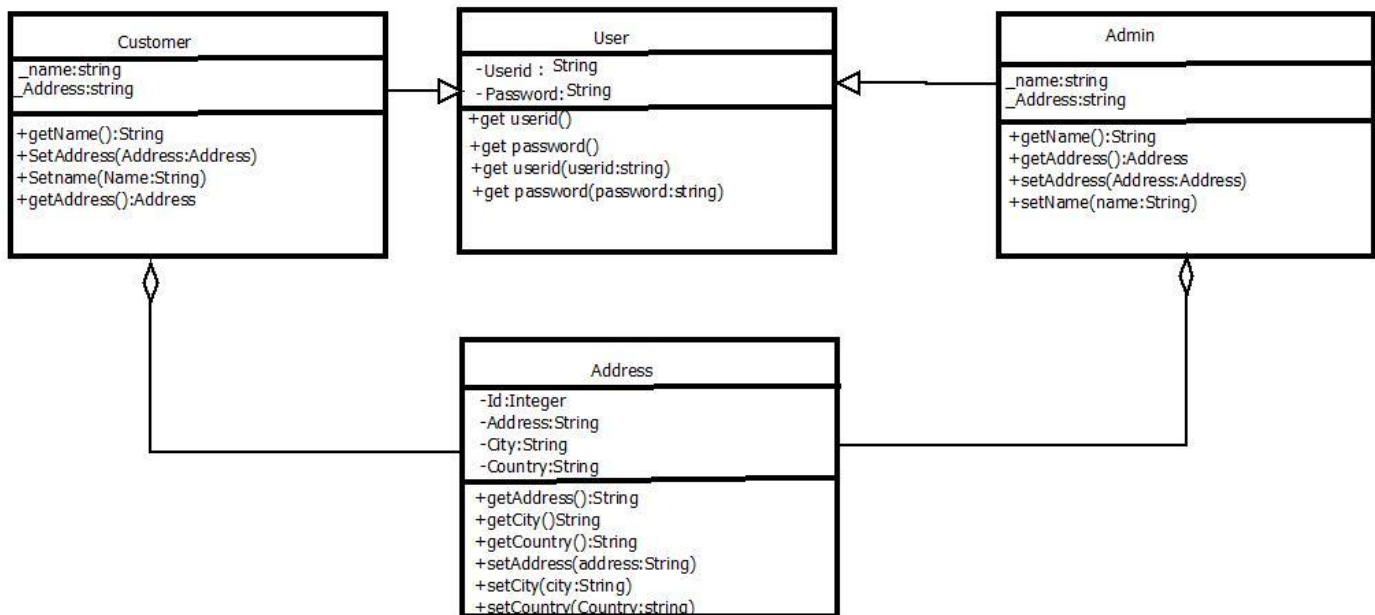 Customer
_name:string
_Address:string
+getName():String
+SetAddress(Address:Address)
+Setname(Name:String)
+getAddress():Address
User
-Userid : String
-Password: String
+get userid()
+get password()
+get userid(userid:string)
+get password(password:string)
Admin
_name:string
_Address:string
+getName():String
+getAddress():Address
+setAddress(Address:Address)
+setName(name:String)
Address
-Id:Integer
-Address:String
-City:String
-Country:String
+getAddress():String
+getCity()String
+getCountry():String
+setAddress(address:String)
+setCity(city:String)
+setCountry(Country:string)